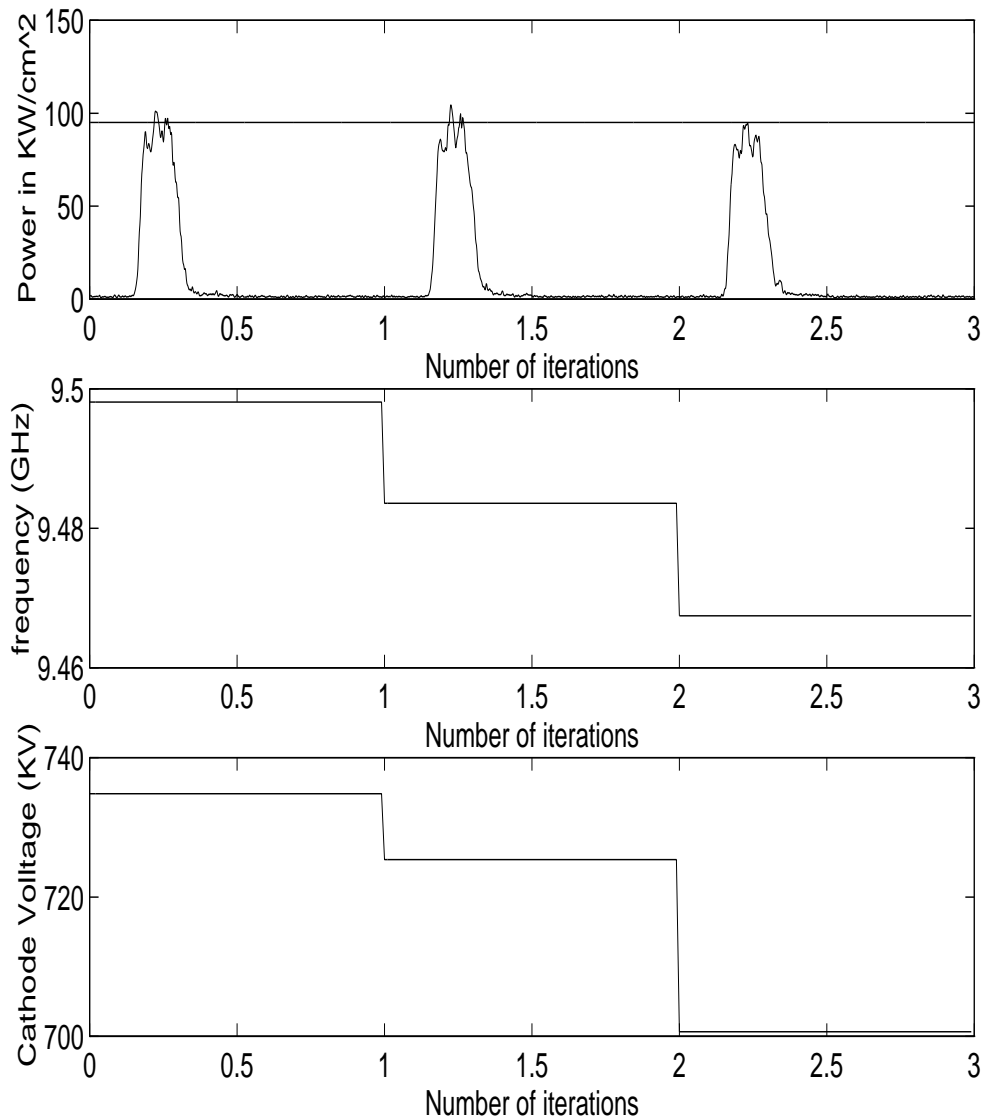 Power in KW/cm^2
150
100
50
0
0 0.5 1 1.5 2 2.5 3
Number of iterations
frequency (GHz)
9.5
9.48
9.46
0 0.5 1 1.5 2 2.5 3
Number of iterations
Cathode Volltage (KV)
740
720
700
0 0.5 1 1.5 2 2.5 3
Number of iterations